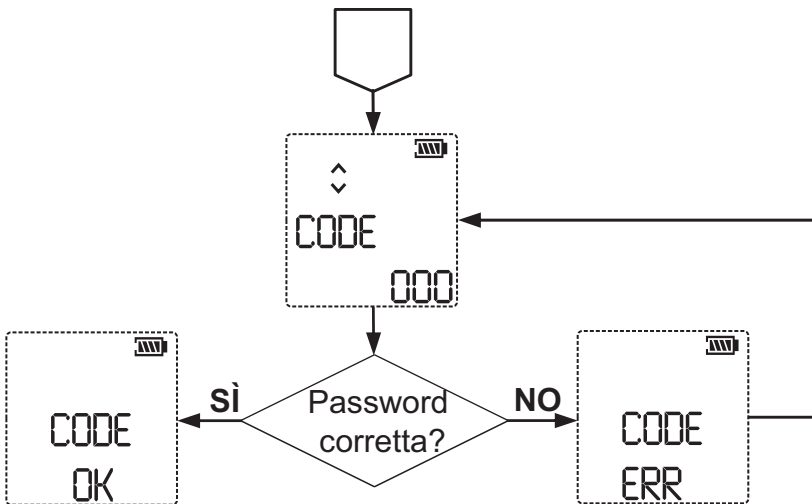 CODE
000
SÌ
Password
corretta?
NO
CODE
OK
CODE
ERR